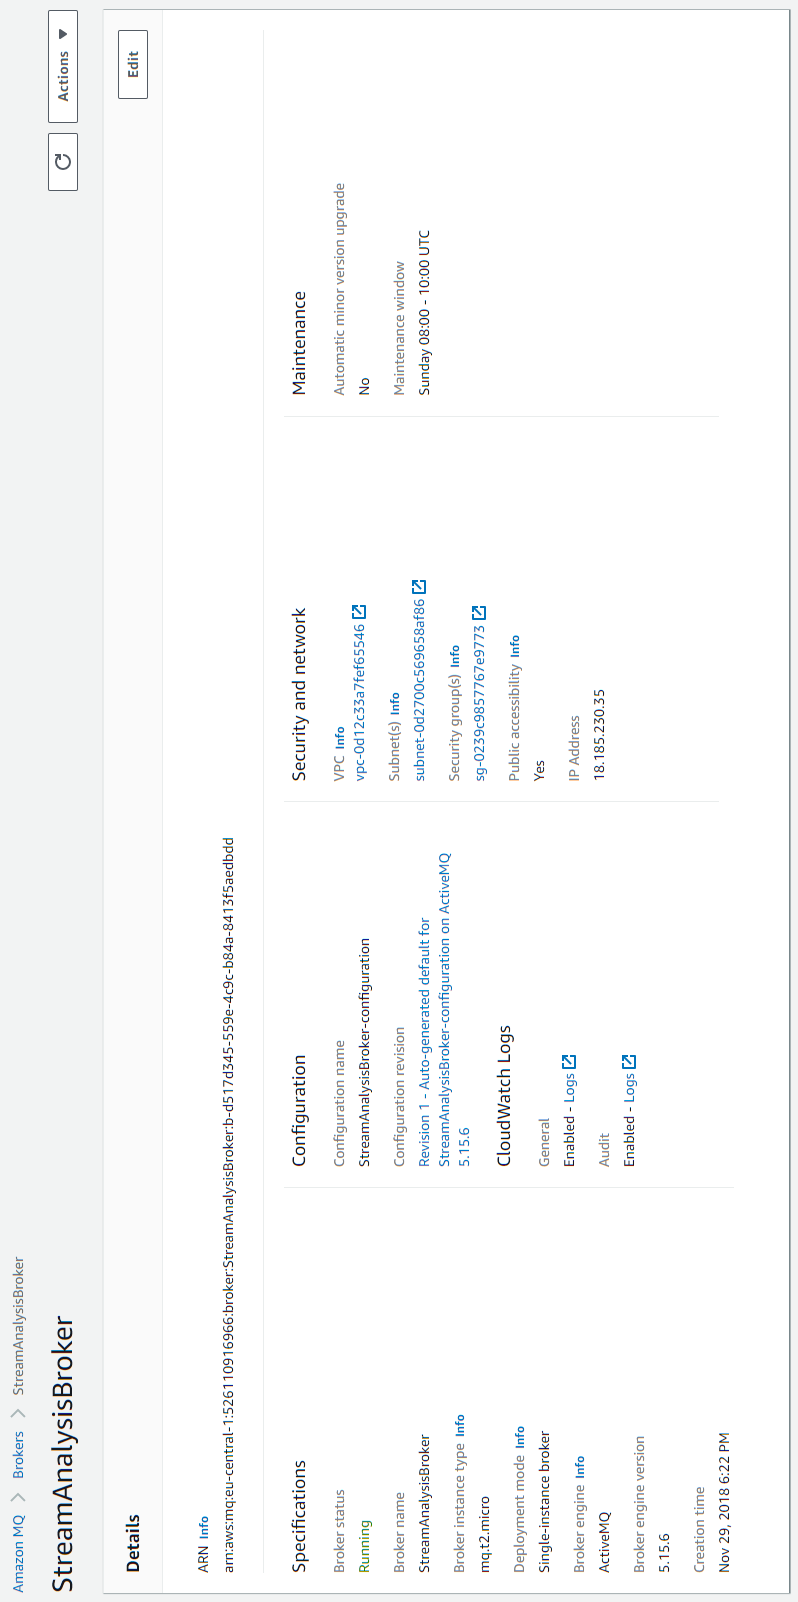 Amazon MQ > Brokers > StreamAnalysisBroker
StreamAnalysisBroker
Actions
Details
Edit
ARN Info
arn:aws:mq:eu-central-1:526110916966:broker:StreamAnalysisBroker:b-d517d345-559e-4c9c-b84a-8413f5aedbdd
Specifications
Broker status
Running
Broker name
StreamAnalysisBroker
Broker instance type Info
mq.t2.micro
Deployment mode Info
Single-instance broker
Broker engine Info
ActiveMQ
Broker engine version
5.15.6
Creation time
Nov 29, 2018 6:22 PM
Configuration
Configuration name
StreamAnalysisBroker-configuration
Configuration revision
Revision 1 - Auto-generated default for
StreamAnalysisBroker-configuration on ActiveMQ
5.15.6
CloudWatch Logs
General
Enabled - Logs
Audit
Enabled - Logs
Security and network
VPC Info
vpc-0d12c33a7fef65546
Subnet(s) Info
subnet-0d2700c569658af86
Security group(s) Info
sg-0239c9857767e9773
Public accessibility Info
Yes
IP Address
18.185.230.35
Maintenance
Automatic minor version upgrade
No
Maintenance window
Sunday 08:00 - 10:00 UTC